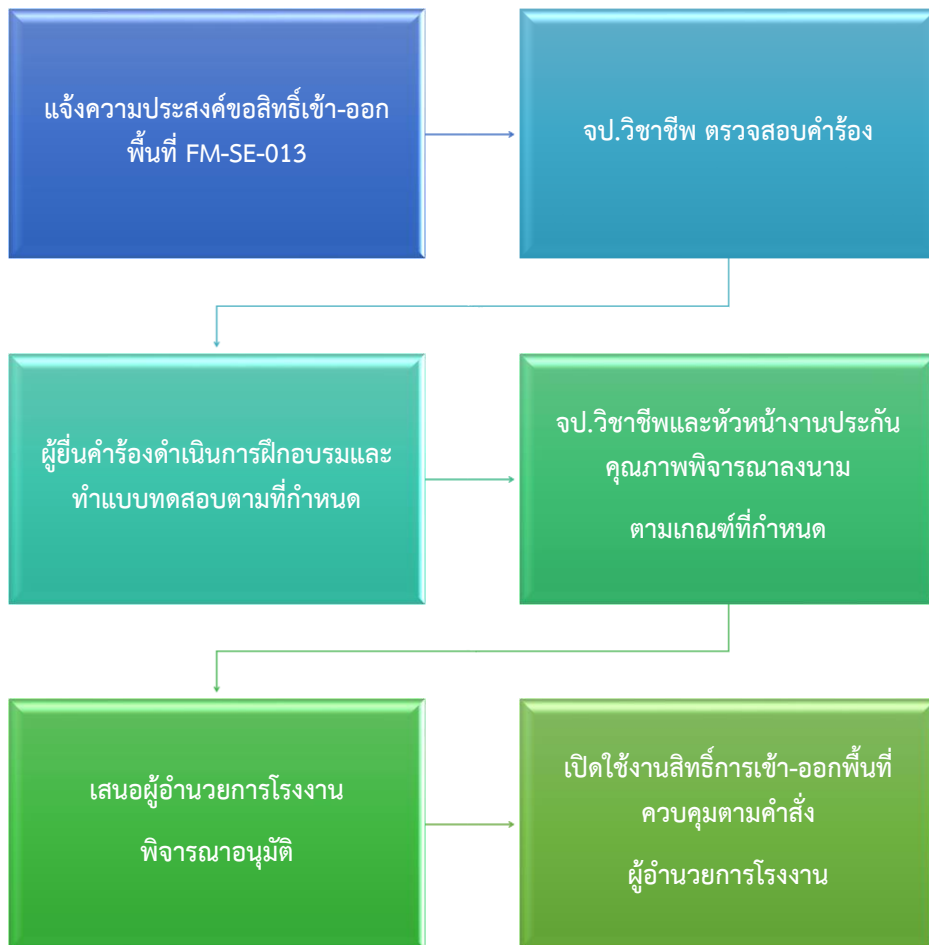 แจ้งความประสงค์ขอสิทธิ์เข้า-ออก
พื้นที่ FM-SE-013
จป.วิชาชีพ ตรวจสอบคำร้อง
ผู้ยื่นคำร้องดำเนินการฝึกอบรมและ
ทำแบบทดสอบตามที่กำหนด
จป.วิชาชีพและหัวหน้างานประกัน
คุณภาพพิจารณาลงนาม
ตามเกณฑ์ที่กำหนด
เสนอผู้อำนวยการโรงงาน
พิจารณาอนุมัติ
เปิดใช้งานสิทธิ์การเข้า-ออกพื้นที่
ควบคุมตามคำสั่ง
ผู้อำนวยการโรงงาน